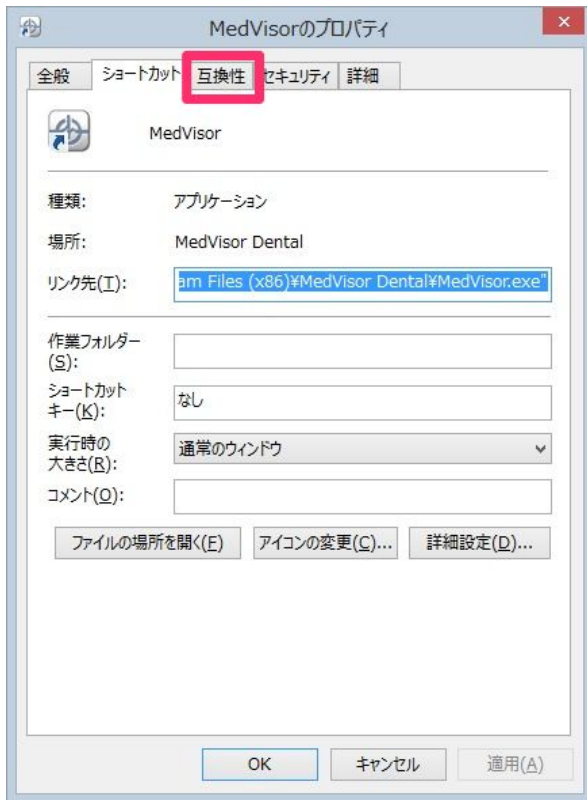 MedVisorのプロパティ
全般 ショートカット 互換性 セキュリティ 詳細
MedVisor
種類: アプリケーション
場所: MedVisor Dental
リンク先(T): am Files (x86)¥MedVisor Dental¥MedVisor.exe"
作業フォルダー
(S):
ショートカット
キー(K): なし
実行時の
大きさ(R): 通常のウィンドウ
コメント(O):
ファイルの場所を開く(F) アイコンの変更(C)... 詳細設定(D)...
OK キャンセル 適用(A)